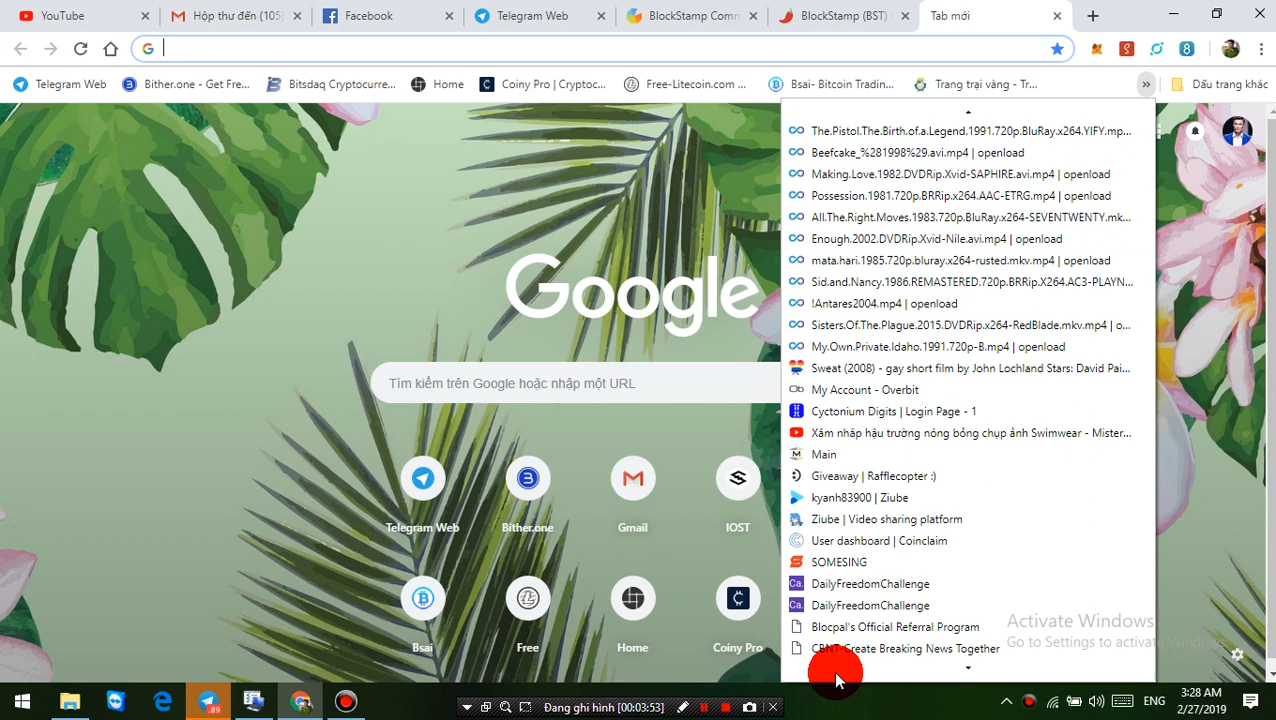 YouTube
Hộp thư đến (105)
Facebook
Telegram Web
BlockStamp Comm
BlockStamp (BST)
Tab mới
Telegram Web
Bither.one - Get Fre...
Bitsdaq Cryptocurre...
Home
Coiny Pro | Cryptoc...
Free-Litecoin.com ...
Bsai- Bitcoin Tradin...
Trang trại vàng - Tr...
»
Dấu trang khác
The.Pistol.The.Birth.of.a.Legend.1991.720p.BluRay.x264.YIFY.mp...
Beefcake_%281998%29.avi.mp4 | openload
Making.Love.1982.DVDRip.Xvid-SAPHIRE.avi.mp4 | openload
Possession.1981.720p.BRRip.x264.AAC-ETRG.mp4 | openload
All.The.Right.Moves.1983.720p.BluRay.x264-SEVENTWENTY.mk...
Enough.2002.DVDRip.Xvid-Nile.avi.mp4 | openload
mata.hari.1985.720p.bluray.x264-rusted.mkv.mp4 | openload
Sid.and.Nancy.1986.REMASTERED.720p.BRRip.X264.AC3-PLAYN...
!Antares2004.mp4 | openload
Sisters.Of.The.Plague.2015.DVDRip.x264-RedBlade.mkv.mp4 | o...
My.Own.Private.Idaho.1991.720p-B.mp4 | openload
Sweat (2008) - gay short film by John Lochland Stars: David Pai...
My Account - Overbit
Cyctonium Digits | Login Page - 1
Xâm nhập hậu trường nóng bỏng chụp ảnh Swimwear - Mister...
Main
Giveaway | Rafflecopter :)
kyanh83900 | Ziube
Ziube | Video sharing platform
User dashboard | Coinclaim
SOMESING
DailyFreedomChallenge
DailyFreedomChallenge
Blocpal's Official Referral Program
CBNT-Create Breaking News Together
Google
Tìm kiếm trên Google hoặc nhập một URL
Telegram Web
Bither.one
Gmail
IOST
Bsai
Free
Home
Coiny Pro
Activate Windows
Go to Settings to activate Windows.
89
Đang ghi hình [00:03:53]
ENG
3:28 AM
2/27/2019